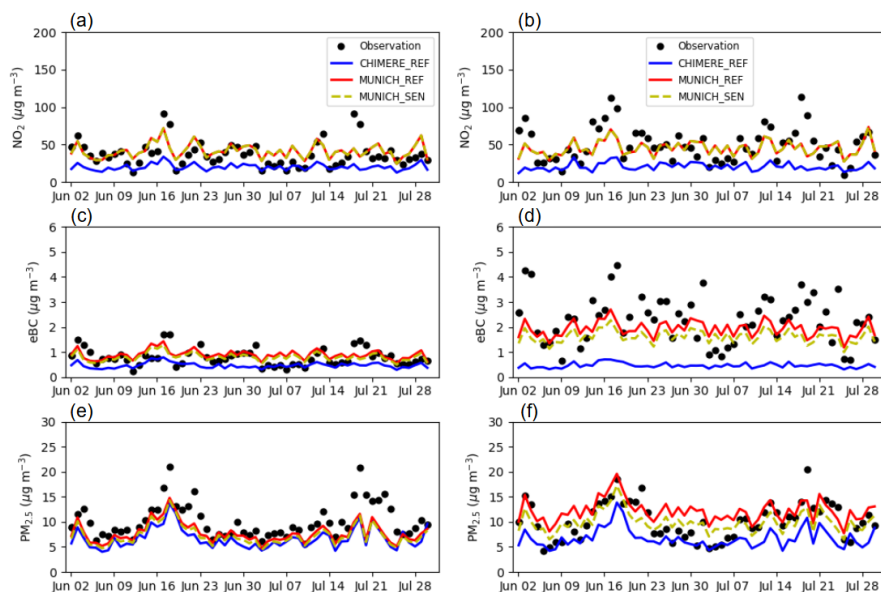 (a)
200
150
100
50
0
NO₂ (μg m⁻³)
Observation
CHIMERE_REF
MUNICH_REF
MUNICH_SEN
Jun 02 Jun 09 Jun 16 Jun 23 Jun 30 Jul 07 Jul 14 Jul 21 Jul 28
(b)
200
150
100
50
0
NO₂ (μg m⁻³)
Observation
CHIMERE_REF
MUNICH_REF
MUNICH_SEN
Jun 02 Jun 09 Jun 16 Jun 23 Jun 30 Jul 07 Jul 14 Jul 21 Jul 28
(c)
6
5
4
3
2
1
0
eBC (μg m⁻³)
Jun 02 Jun 09 Jun 16 Jun 23 Jun 30 Jul 07 Jul 14 Jul 21 Jul 28
(d)
6
5
4
3
2
1
0
eBC (μg m⁻³)
Jun 02 Jun 09 Jun 16 Jun 23 Jun 30 Jul 07 Jul 14 Jul 21 Jul 28
(e)
30
25
20
15
10
5
0
PM₂.₅ (μg m⁻³)
Jun 02 Jun 09 Jun 16 Jun 23 Jun 30 Jul 07 Jul 14 Jul 21 Jul 28
(f)
30
25
20
15
10
5
0
PM₂.₅ (μg m⁻³)
Jun 02 Jun 09 Jun 16 Jun 23 Jun 30 Jul 07 Jul 14 Jul 21 Jul 28